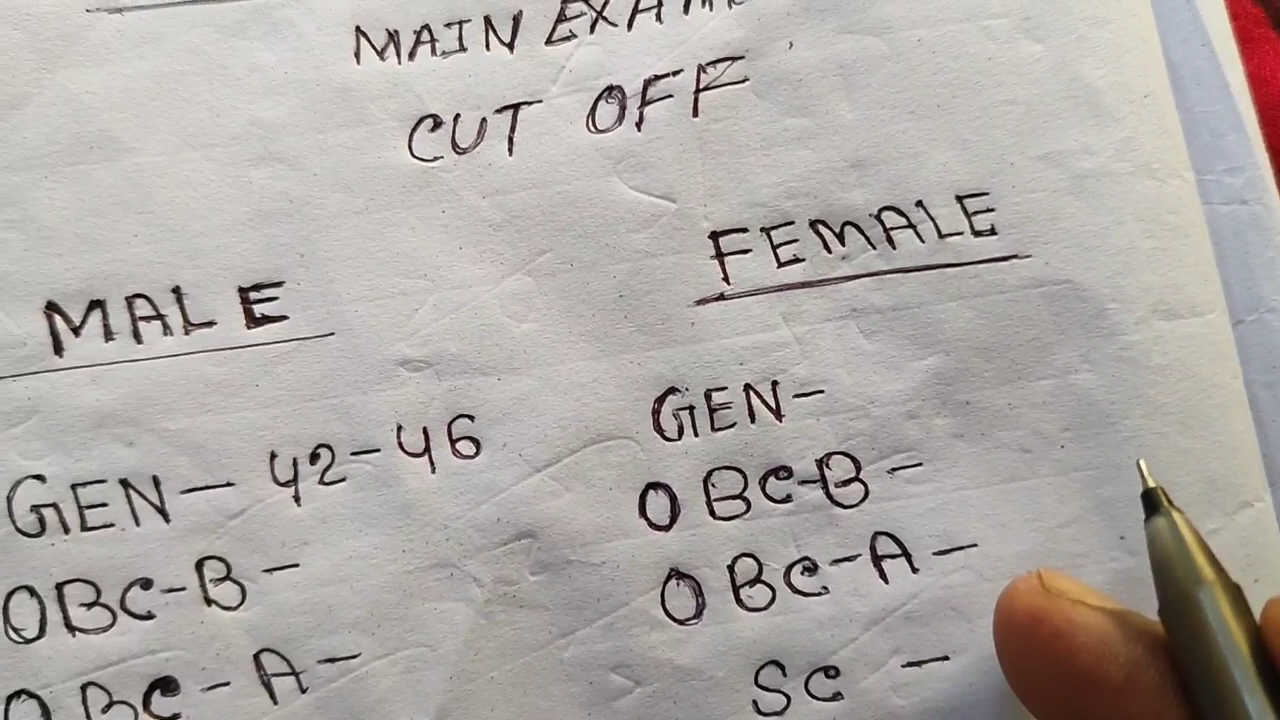 MAIN EXAM
CUT OFF
MALE
GEN- 42-46
OBC-B-
OBC-A-
FEMALE
GEN-
OBC-B-
OBC-A-
SC -